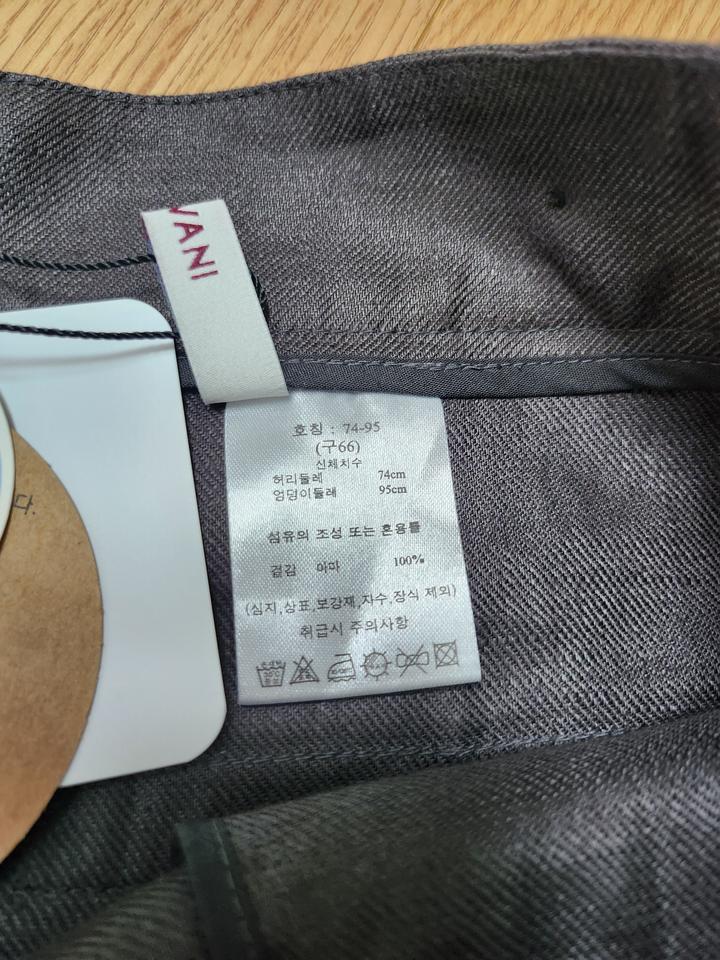 VANI
다.
호칭 : 74-95
(구66)
신체치수
허리둘레 74cm
엉덩이둘레 95cm
섬유의 조성 또는 혼용률
겉감 아마 100%
(심지,상표,보강재,자수,장식 제외)
취급시 주의사항